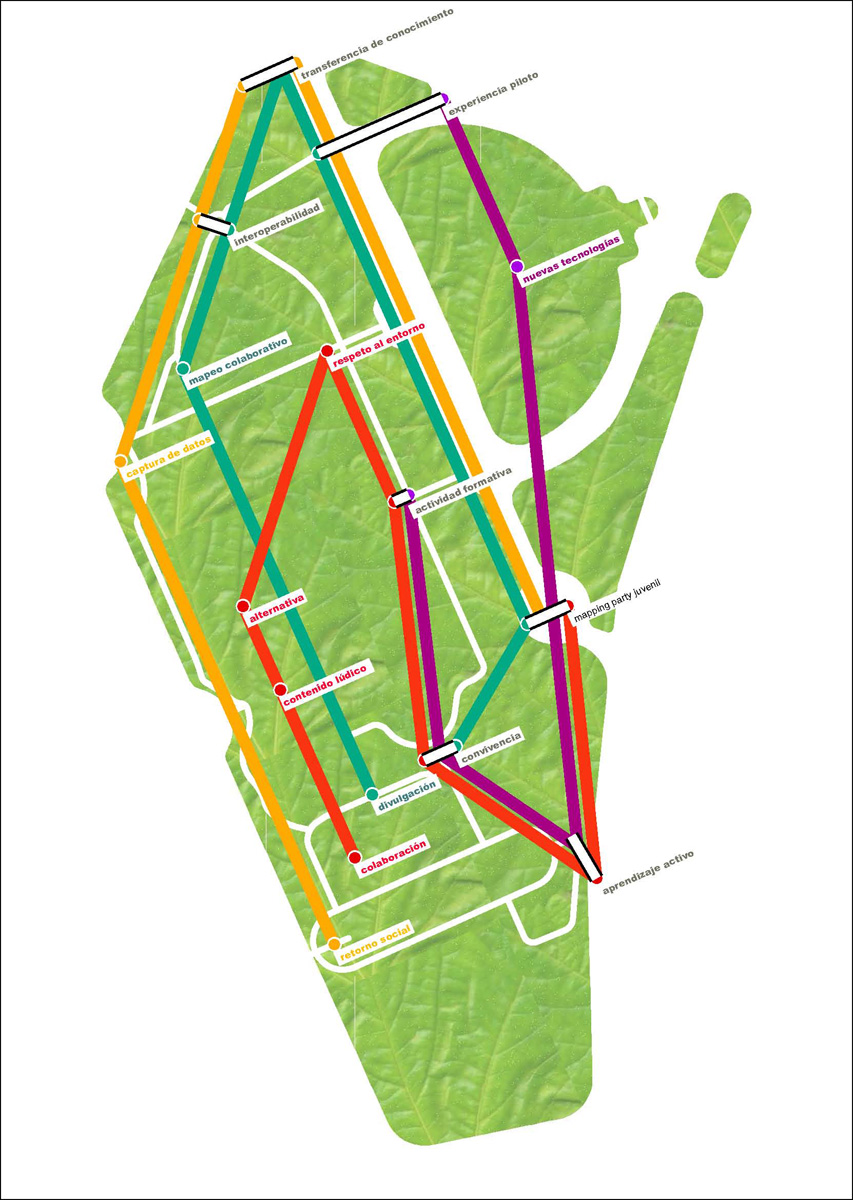 transferencia de conocimiento
experiencia piloto
interoperabilidad
nuevas tecnologías
mapeo colaborativo
respeto al entorno
captura de datos
actividad formativa
alternativa
mapping party juvenil
contenido lúdico
convivencia
divulgación
colaboración
aprendizaje activo
retorno social